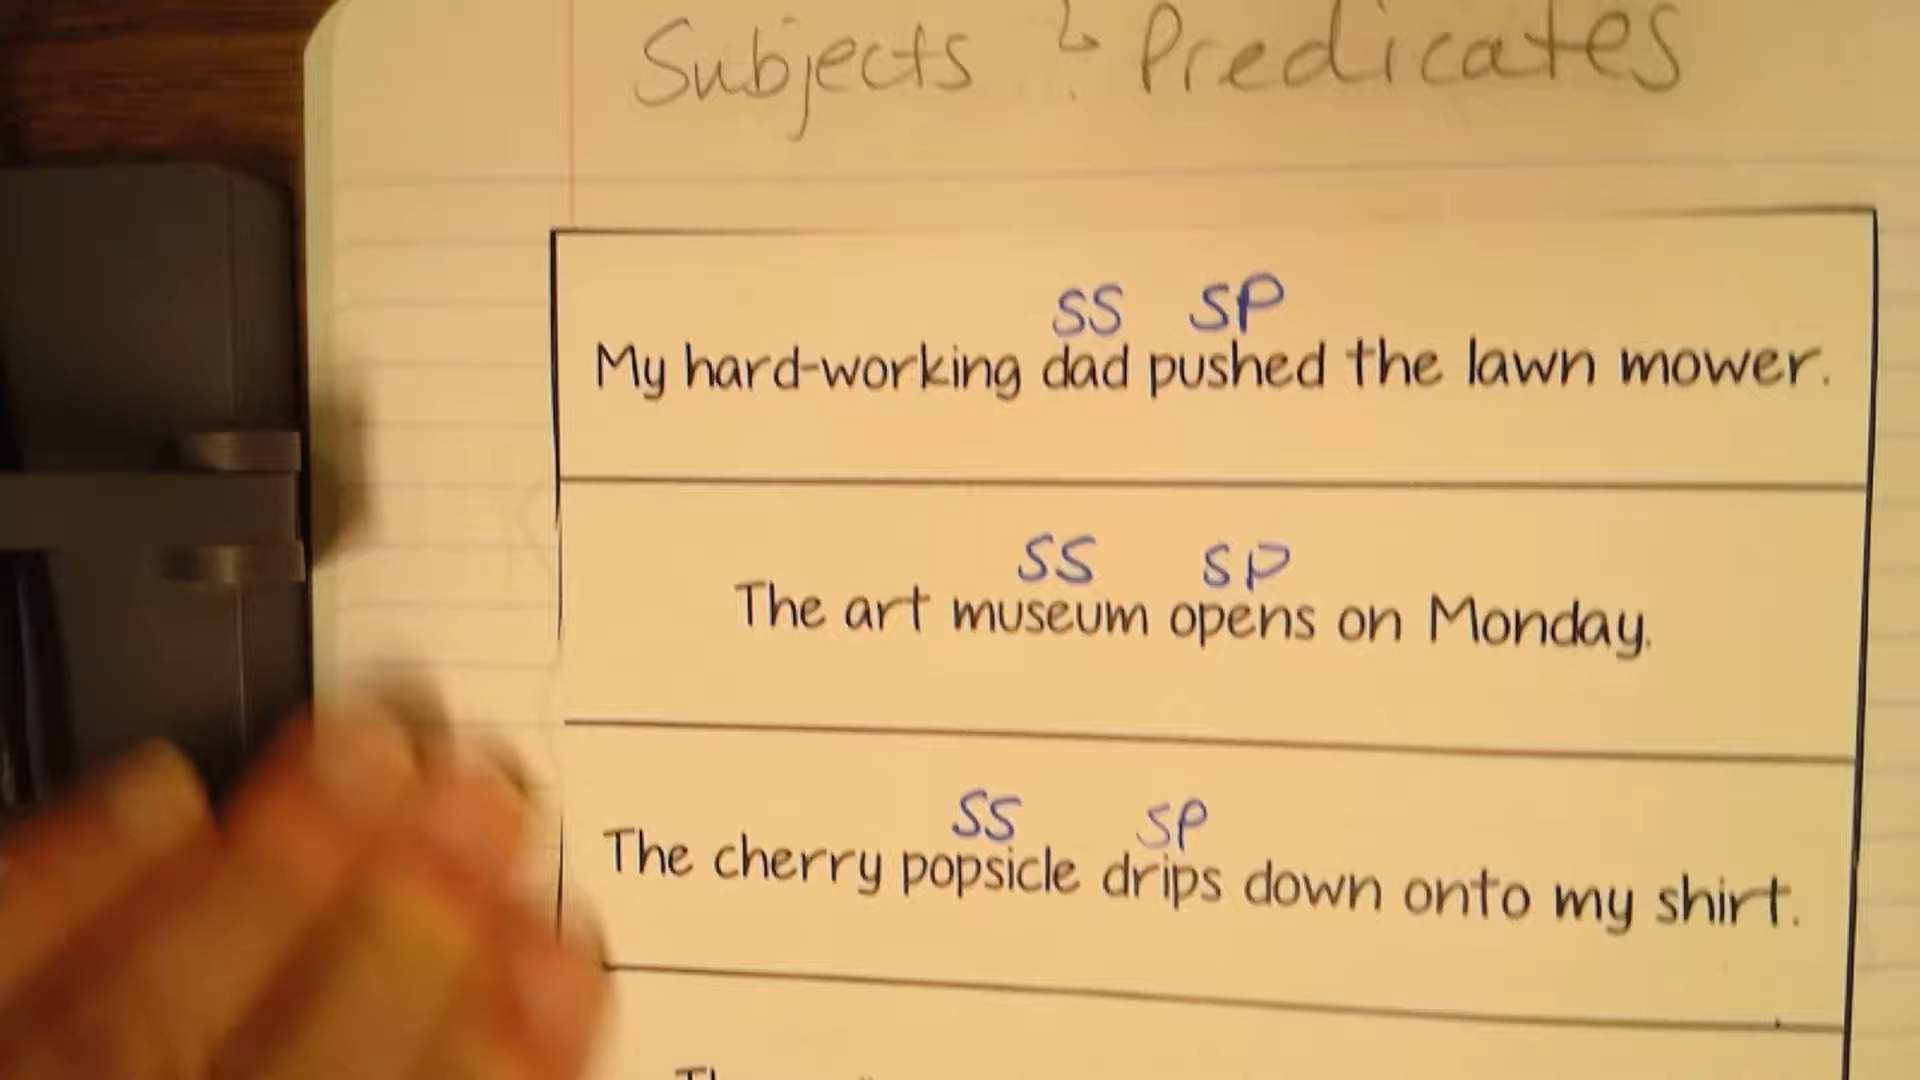 Subjects & Predicates
SS SP
My hard-working dad pushed the lawn mower.
SS SP
The art museum opens on Monday.
SS SP
The cherry popsicle drips down onto my shirt.